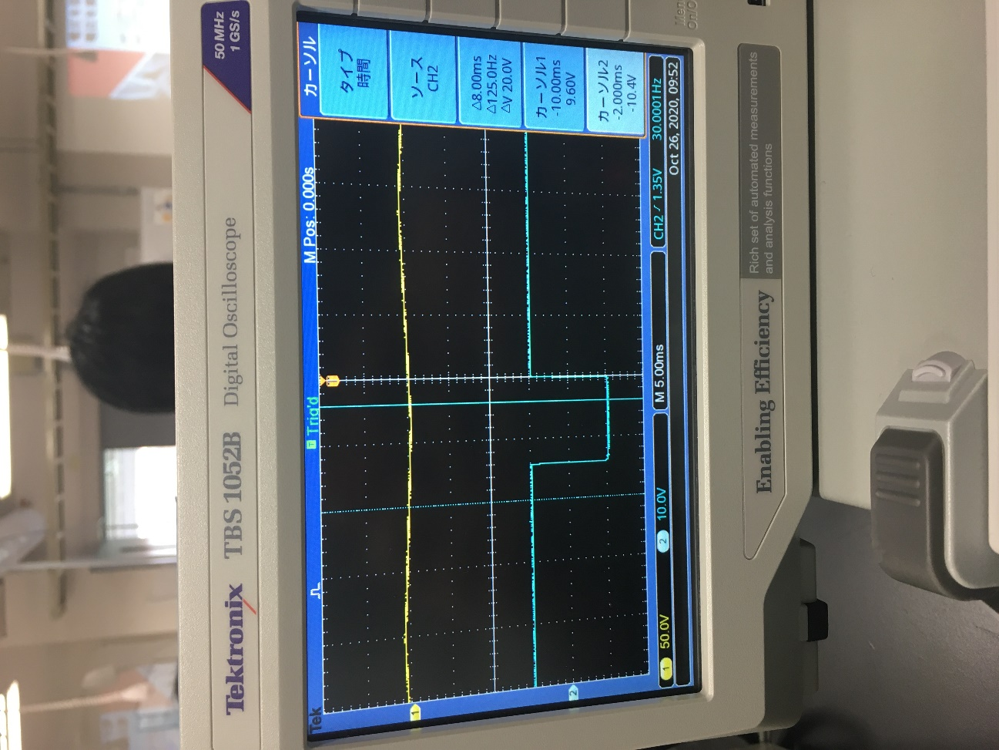 Tektronix TBS 1052B Digital Oscilloscope
50 MHz
1 GS/s
Tek
Trig'd
M Pos: 0.000s
カーソル
タイプ
時間
ソース
CH2
△8.00ms
△125.0Hz
△V 20.0V
カーソル1
-10.00ms
9.60V
カーソル2
-2.000ms
-10.4V
T
1
2
1 50.0V
2 10.0V
M 5.00ms
CH2 / 1.35V
30.0001Hz
Oct 26, 2020, 09:52
Enabling Efficiency
Rich set of automated measurements
and analysis functions